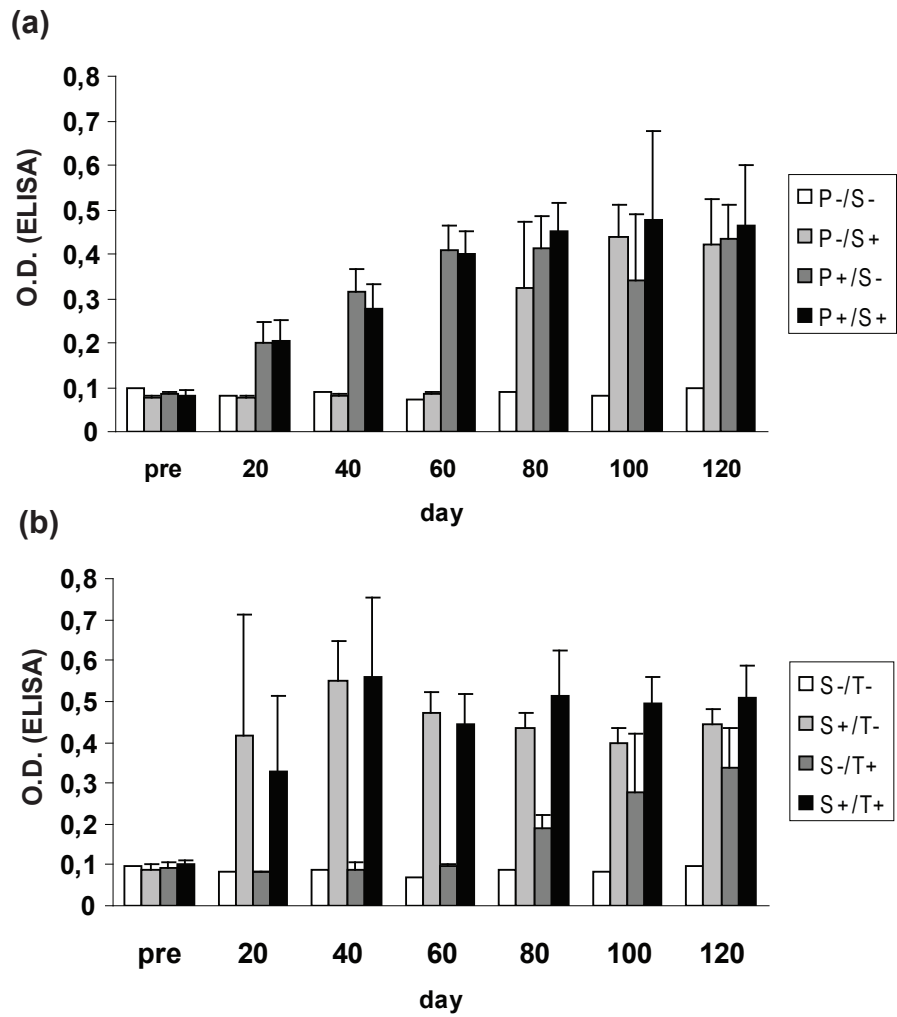 (a)
0,8
0,7
0,6
0,5
0,4
0,3
0,2
0,1
0
O.D. (ELISA)
pre 20 40 60 80 100 120
day
P-/S-
P-/S+
P+/S-
P+/S+
(b)
0,8
0,7
0,6
0,5
0,4
0,3
0,2
0,1
0
O.D. (ELISA)
pre 20 40 60 80 100 120
day
S-/T-
S+/T-
S-/T+
S+/T+